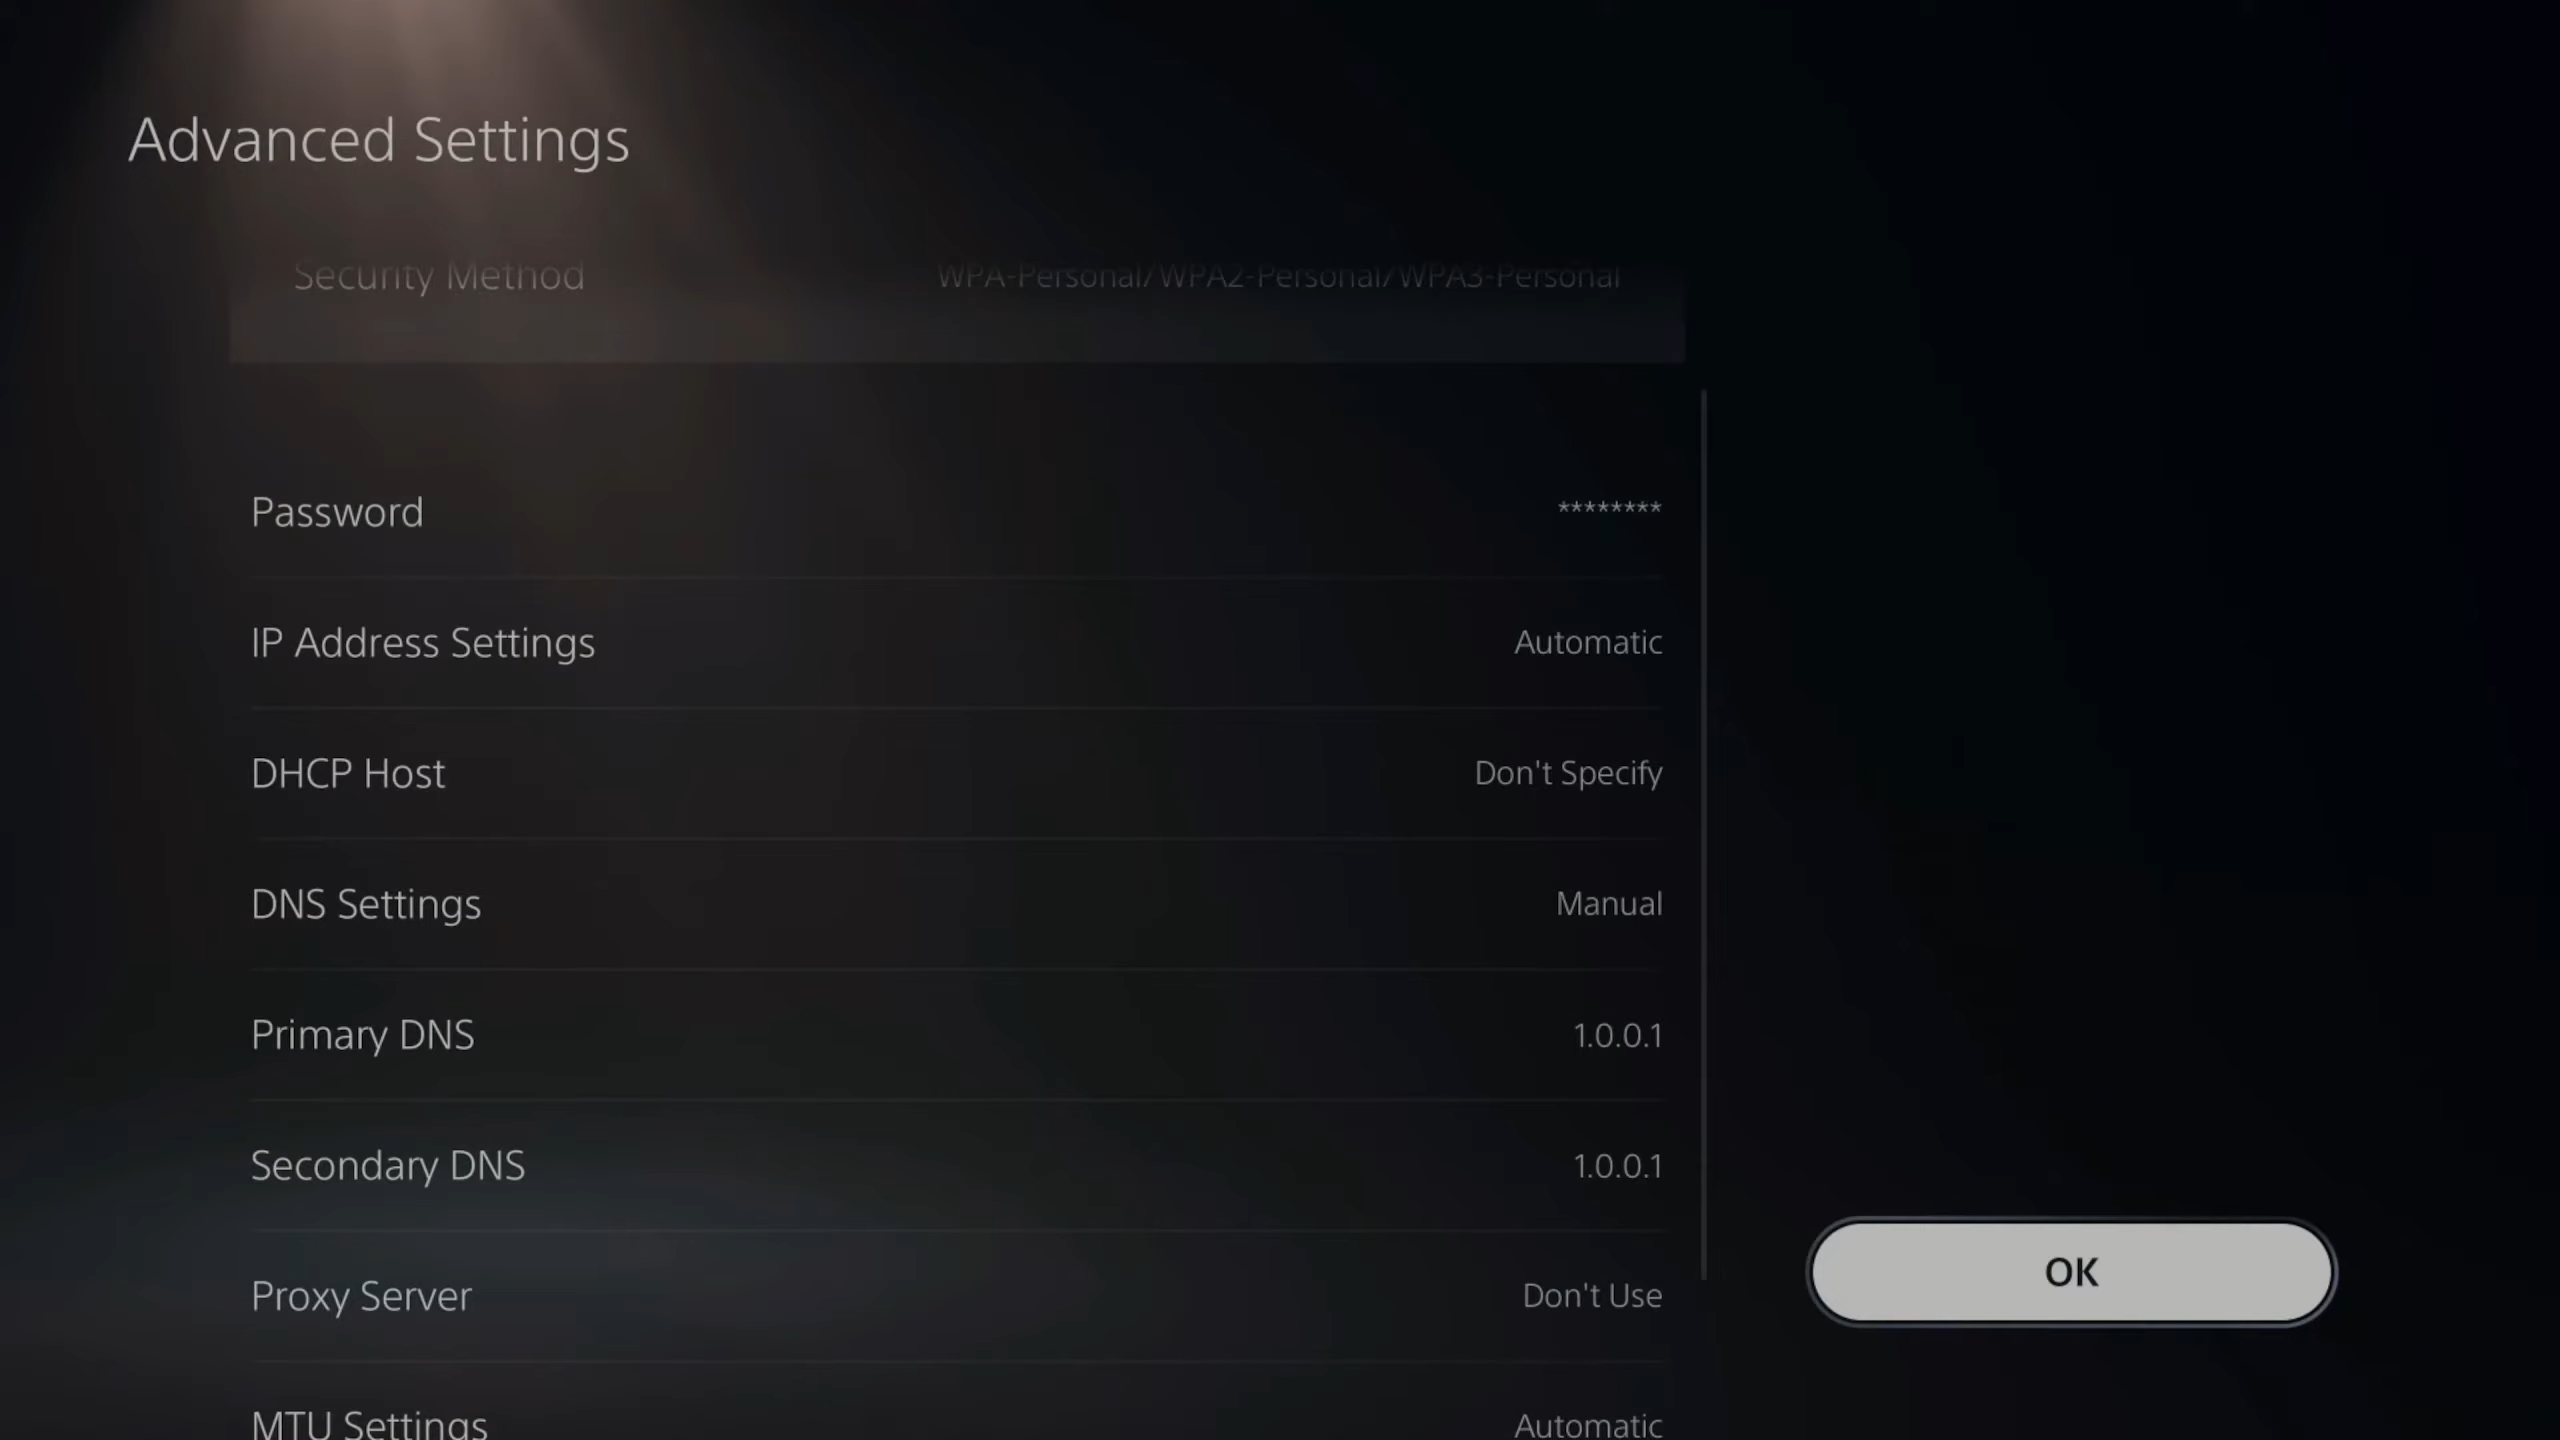 Advanced Settings
Security Method WPA-Personal/WPA2-Personal/WPA3-Personal
Password ********
IP Address Settings Automatic
DHCP Host Don't Specify
DNS Settings Manual
Primary DNS 1.0.0.1
Secondary DNS 1.0.0.1
Proxy Server Don't Use
OK
MTU Settings Automatic